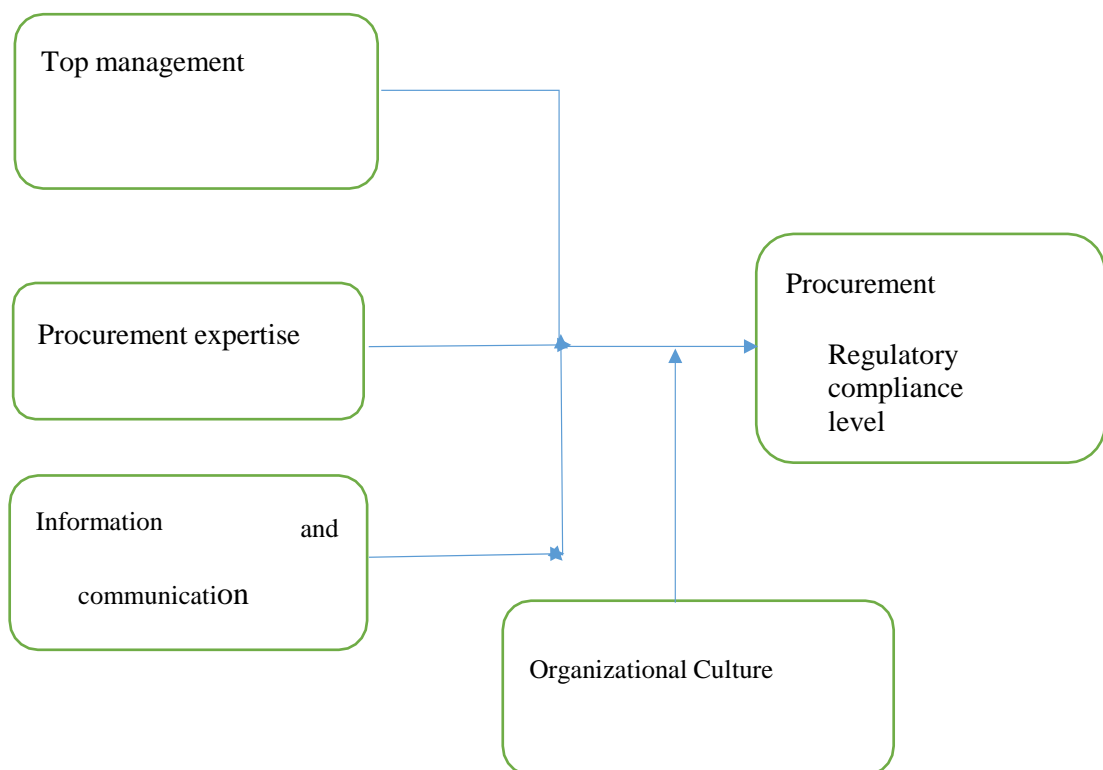 Top management
Procurement expertise
Information and
communication
Procurement
Regulatory
compliance
level
Organizational Culture